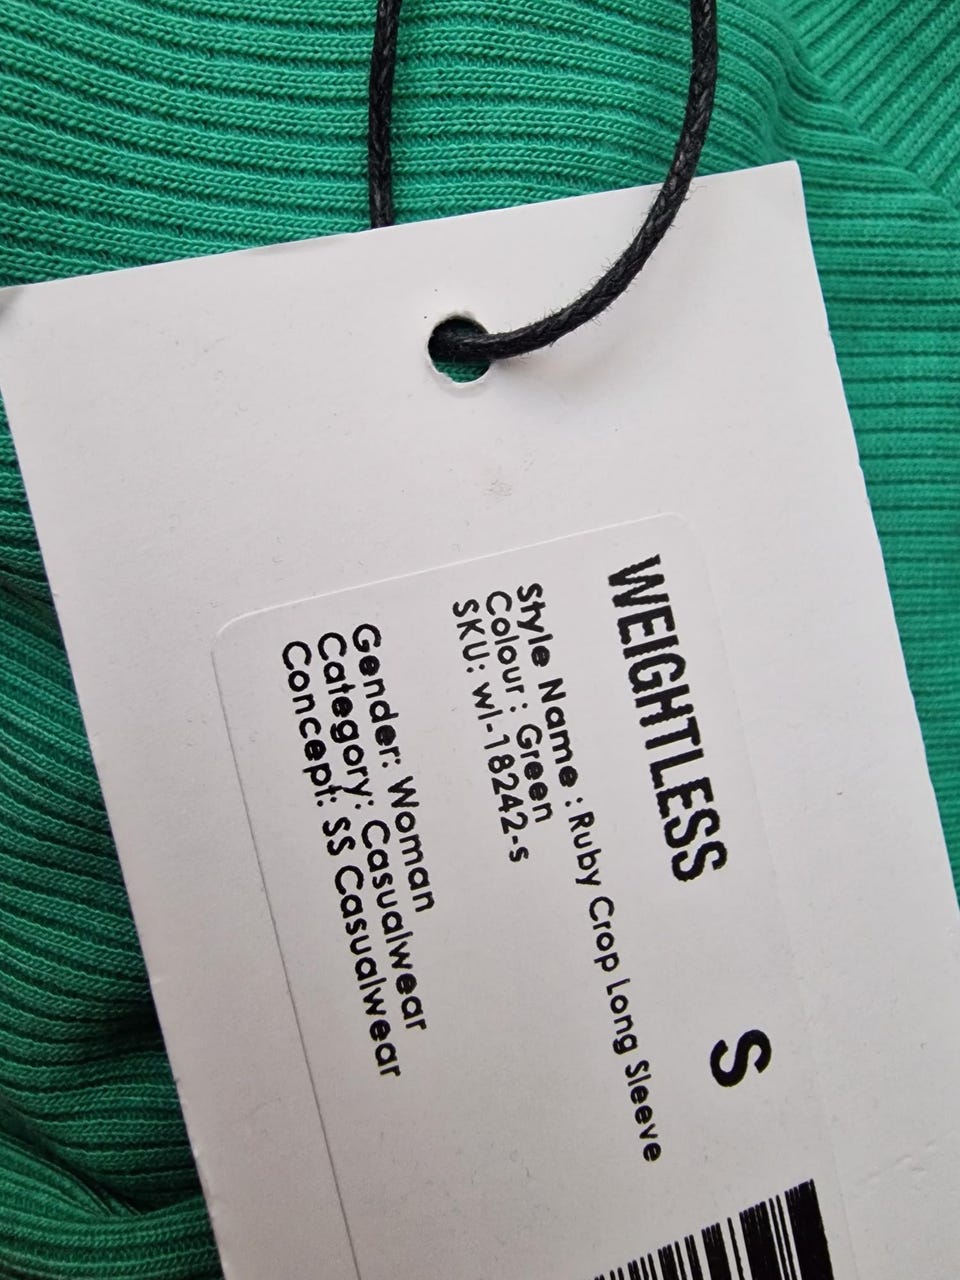 WEIGHTLESS
S
Style Name : Ruby Crop Long Sleeve
Colour : Green
SKU: wl-18242-s
Gender: Woman
Category: Casualwear
Concept: SS Casualwear